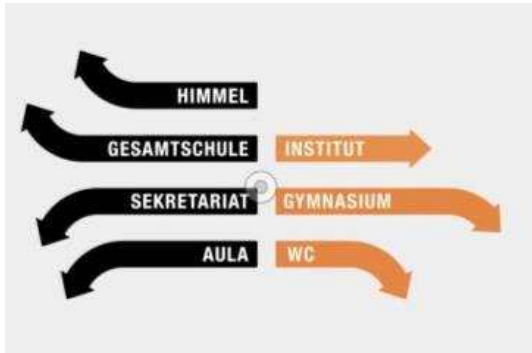 HIMMEL
GESAMTSCHULE INSTITUT
SEKRETARIAT GYMNASIUM
AULA WC